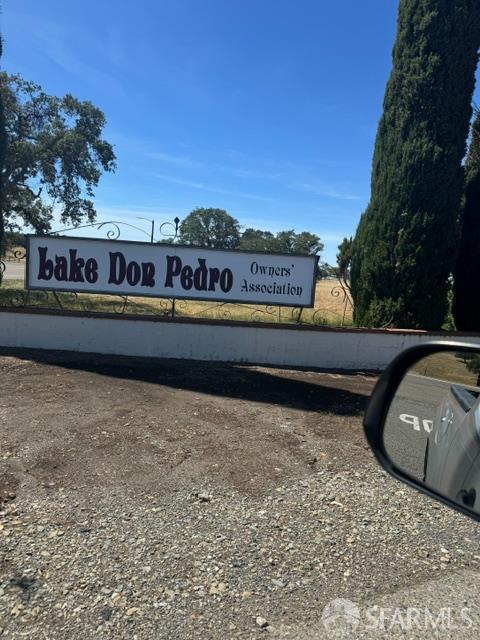 Lake Don Pedro
Owners'
Association
SFARMLS